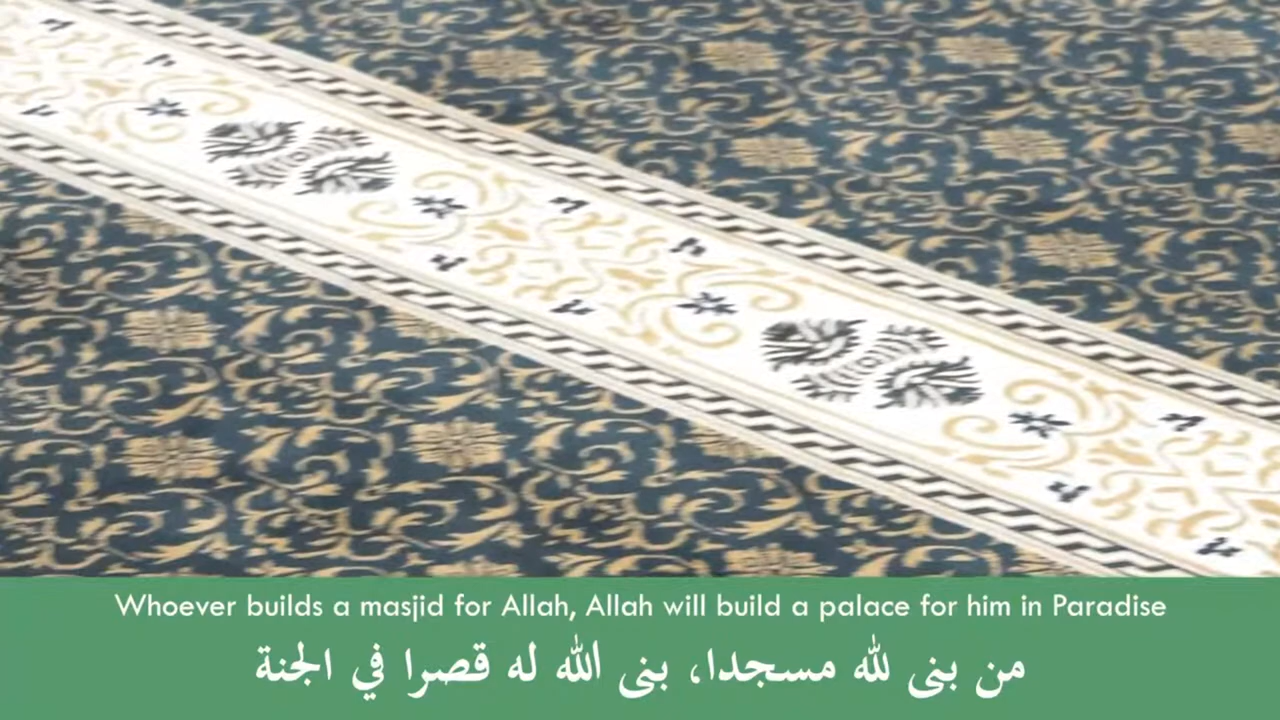 Whoever builds a masjid for Allah, Allah will build a palace for him in Paradise
من بنى لله مسجدا، بنى الله له قصرا في الجنة